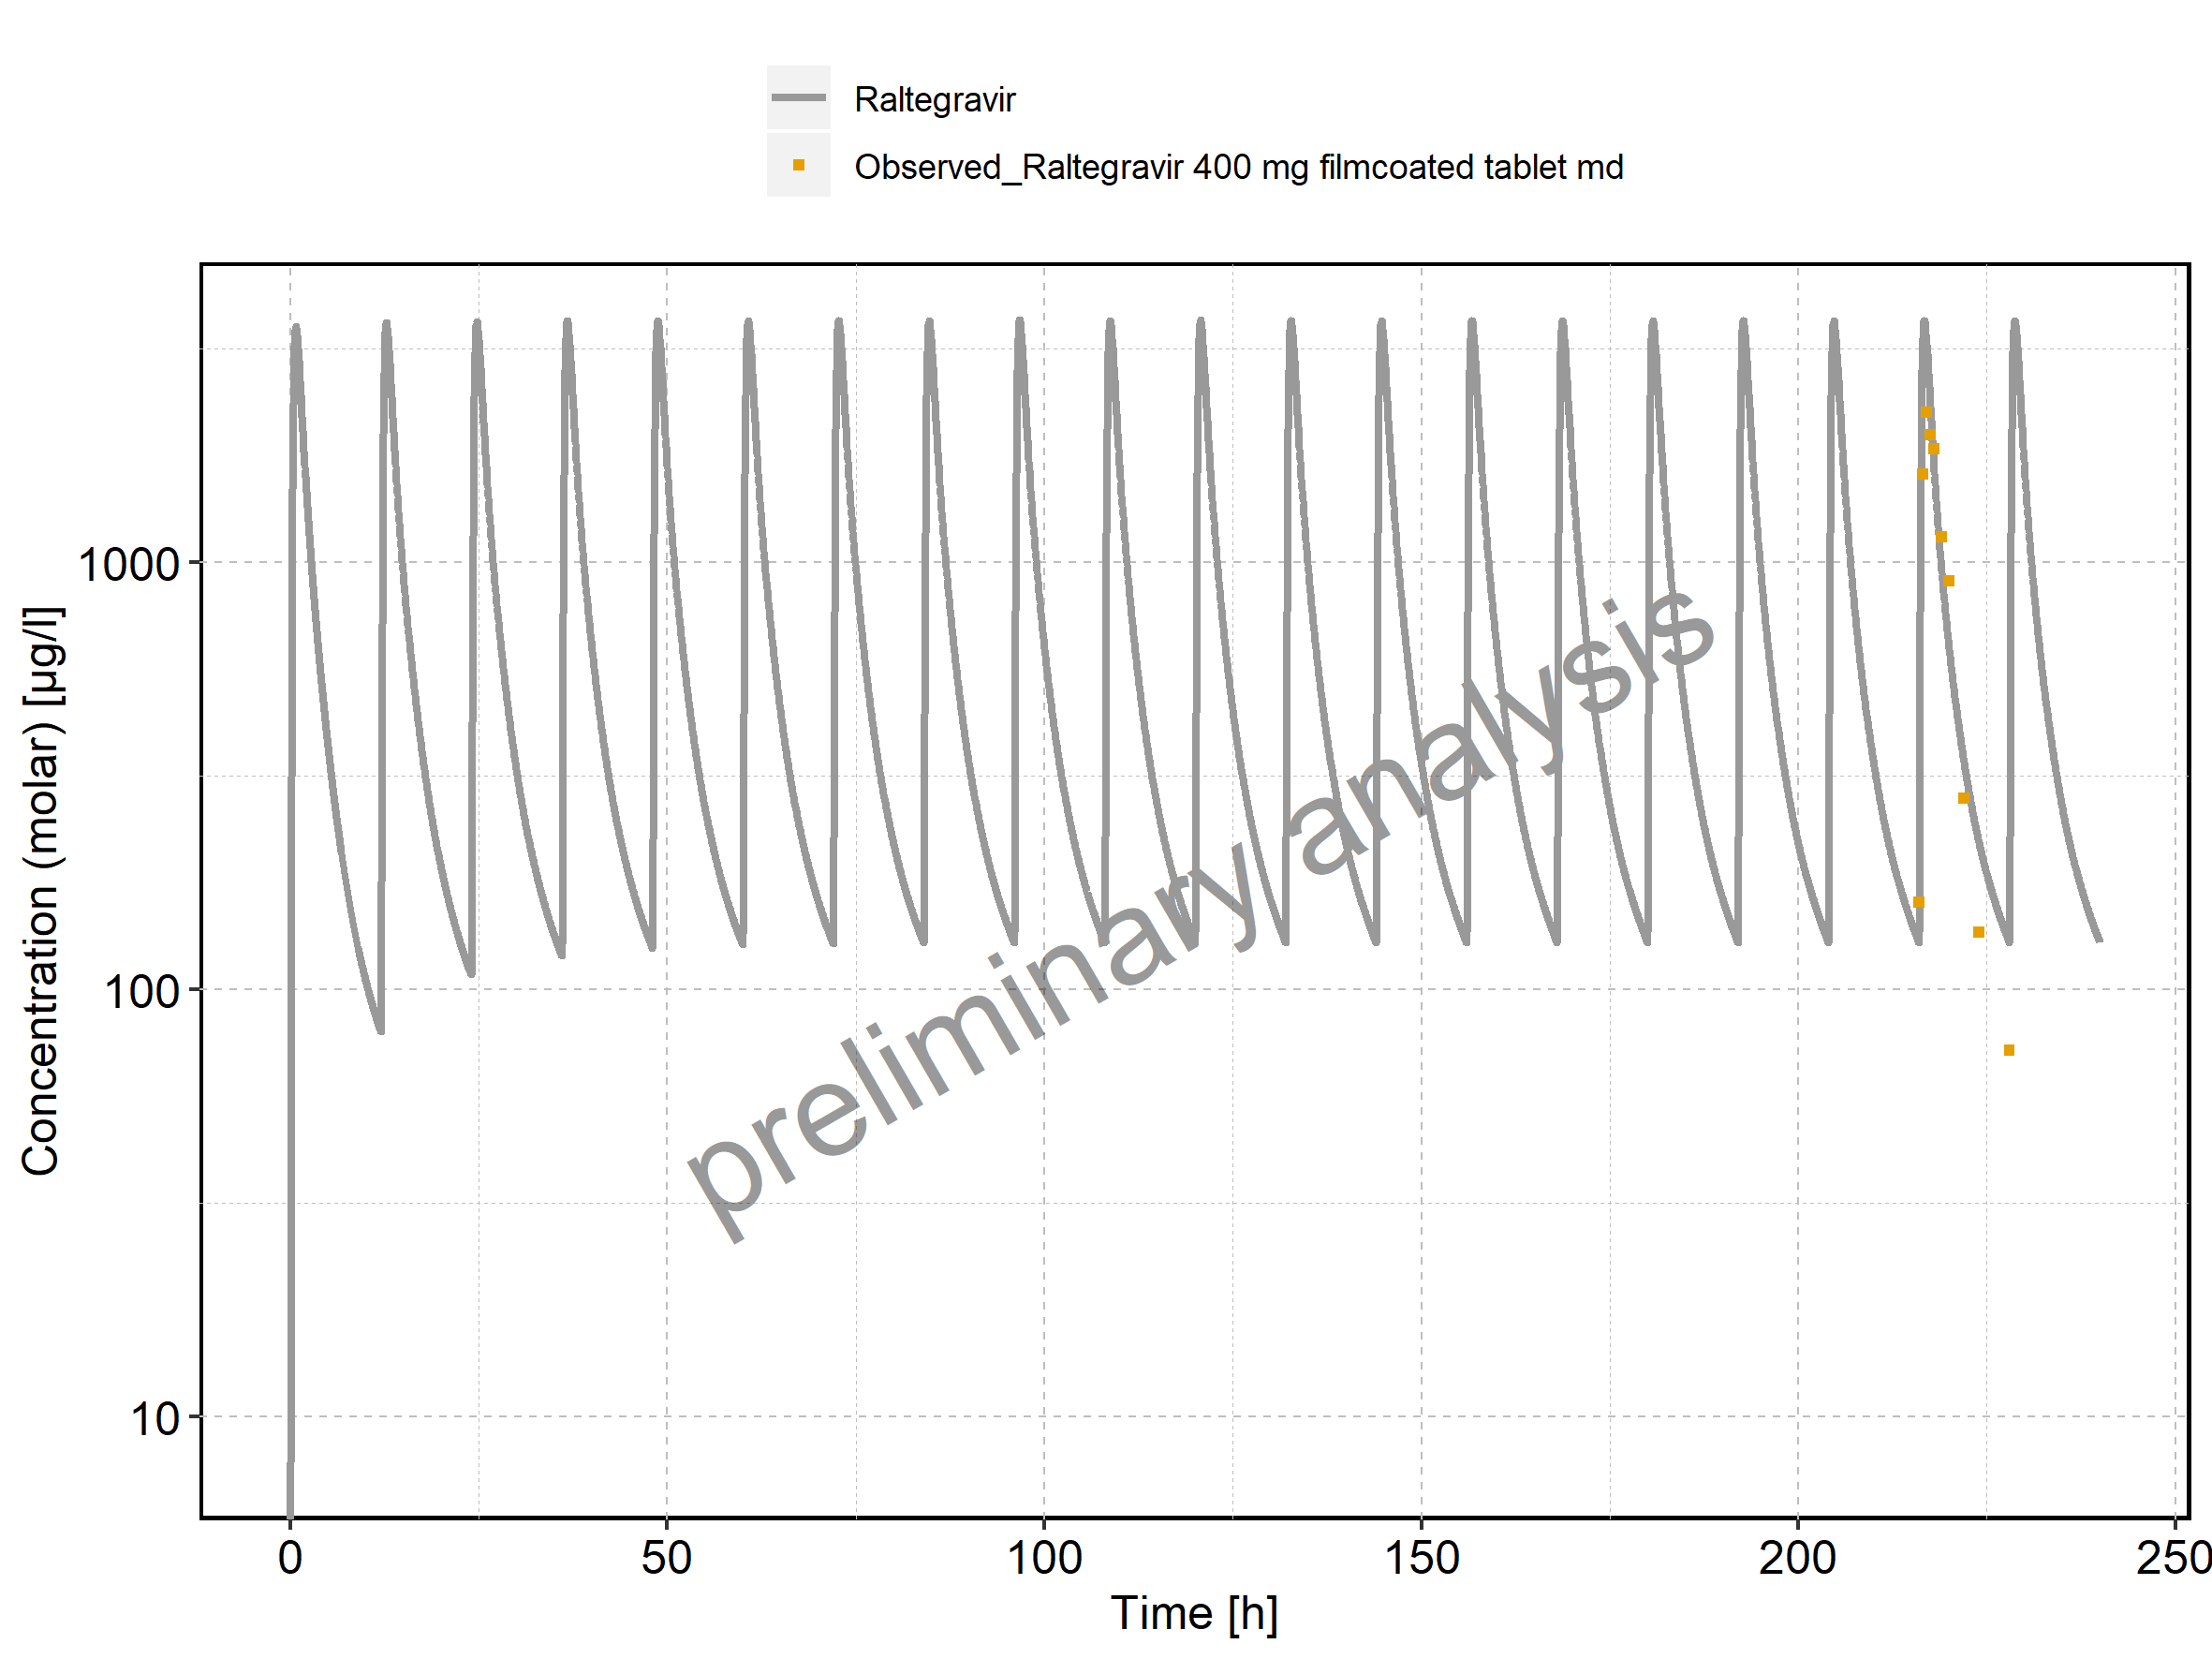 Raltegravir
Observed_Raltegravir 400 mg filmcoated tablet md
Concentration (molar) [µg/l]
1000
100
10
preliminary analysis
0 50 100 150 200 250
Time [h]